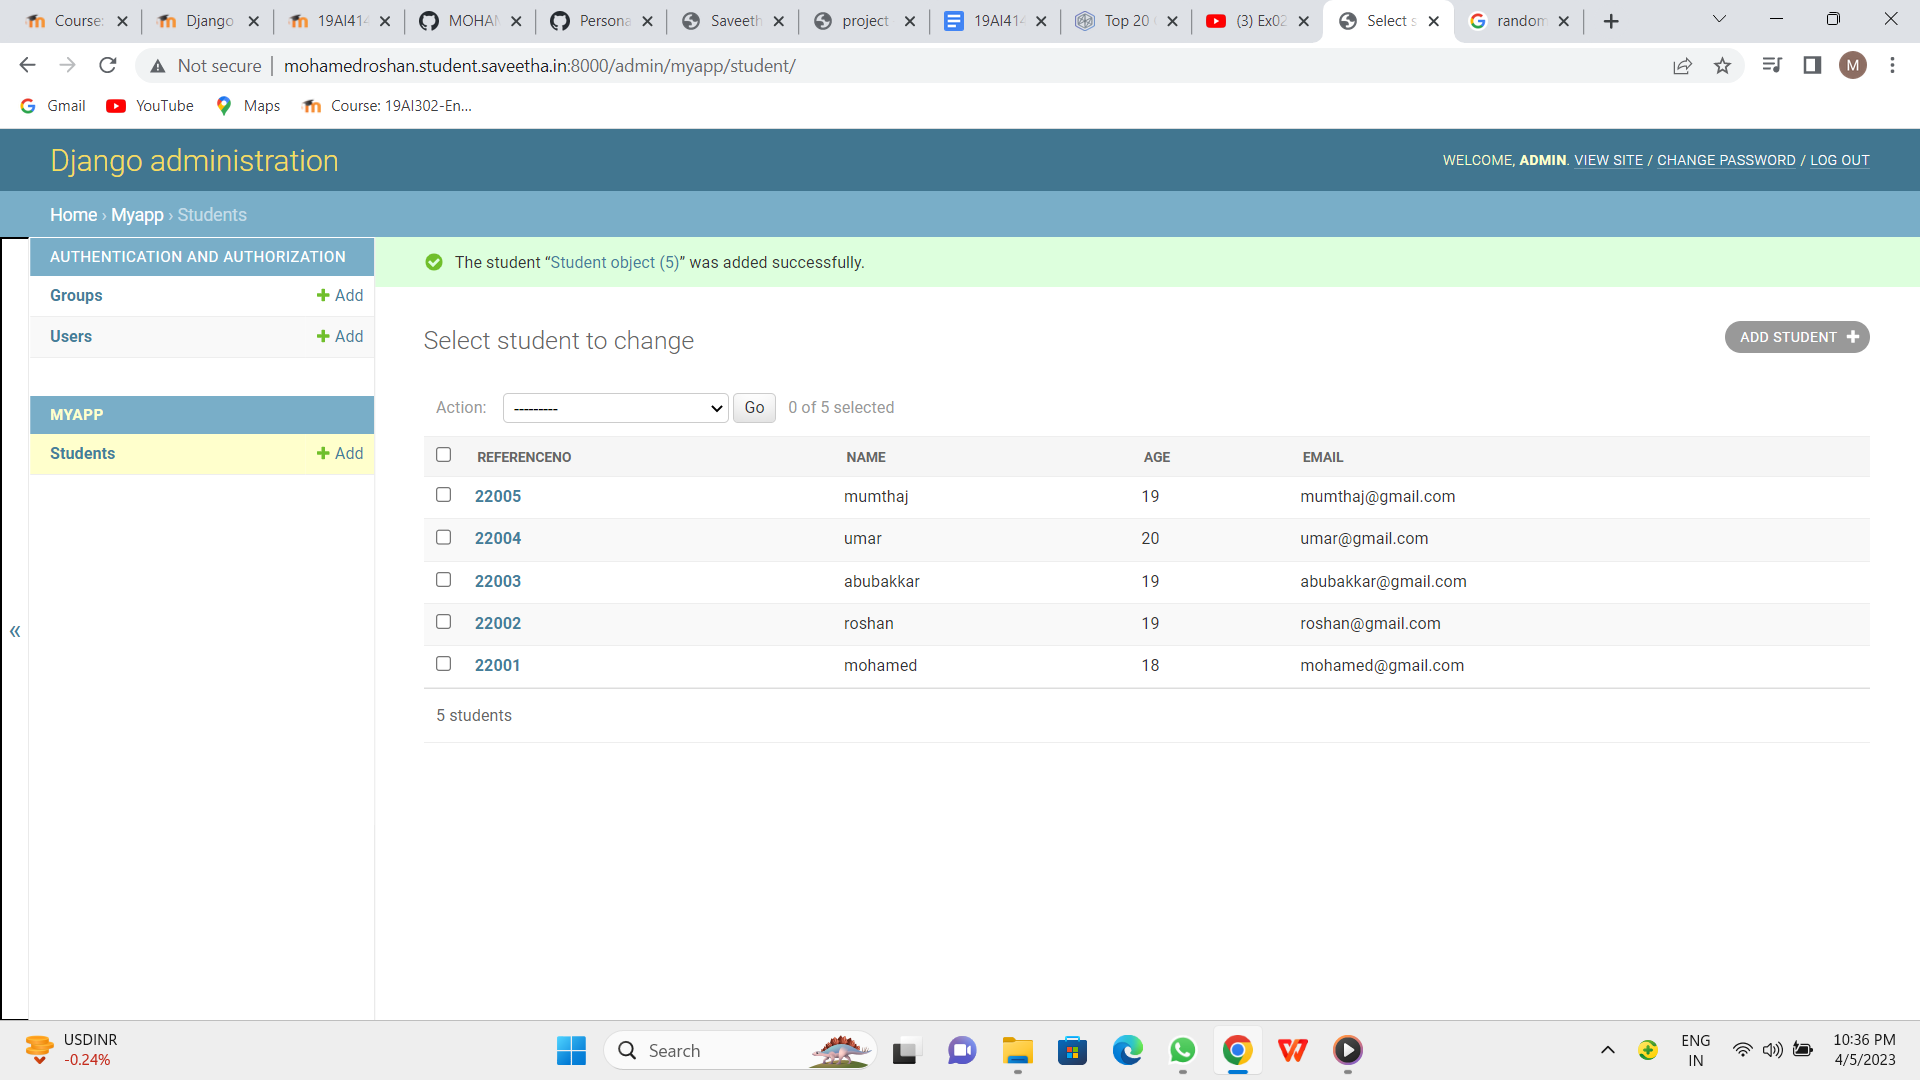 Course: Django 19AI414 MOHAM Persona Saveeth project 19AI414 Top 20 (3) Ex02 Select s random
Not secure mohamedroshan.student.saveetha.in:8000/admin/myapp/student/ M
Gmail YouTube Maps Course: 19AI302-En...
Django administration
WELCOME, ADMIN. VIEW SITE / CHANGE PASSWORD / LOG OUT
Home › Myapp › Students
AUTHENTICATION AND AUTHORIZATION
Groups + Add
Users + Add
MYAPP
Students + Add
«
The student “Student object (5)” was added successfully.
Select student to change
ADD STUDENT +
Action: --------- Go 0 of 5 selected
REFERENCENO NAME AGE EMAIL
22005 mumthaj 19 mumthaj@gmail.com
22004 umar 20 umar@gmail.com
22003 abubakkar 19 abubakkar@gmail.com
22002 roshan 19 roshan@gmail.com
22001 mohamed 18 mohamed@gmail.com
5 students
USDINR
-0.24%
Search
ENG
IN
10:36 PM
4/5/2023